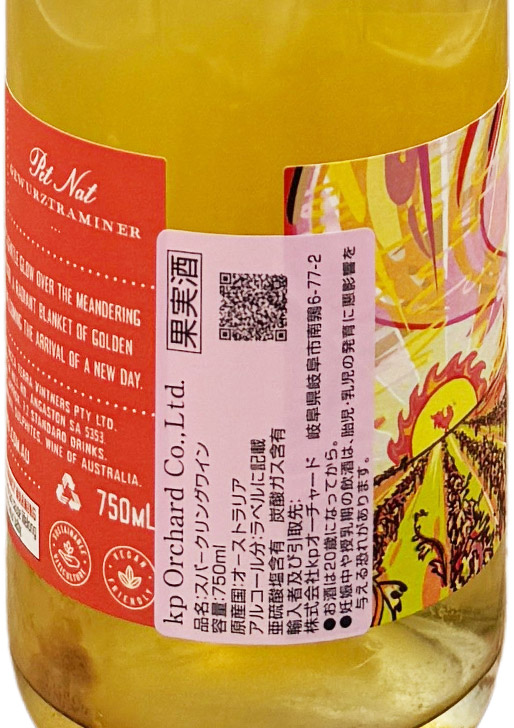 Pet Nat
GEWURZTRAMINER
GLOW OVER THE MEANDERING
RADIANT BLANKET OF GOLDEN
THE ARRIVAL OF A NEW DAY.
VINTNERS PTY LTD.
ANGASTON SA 5353
STANDARD DRINKS.
WINE OF AUSTRALIA.
750ML
SUSTAINABLE
VITICULTURE
VEGAN
FRIENDLY
果実酒
kp Orchard Co.,Ltd.
品名:スパークリングワイン
容量:750ml
原産国:オーストラリア
アルコール分:ラベルに記載
亜硫酸塩含有 炭酸ガス含有
輸入者及び引取先:
株式会社kpオーチャード 岐阜県岐阜市南鶉6-77-2
●お酒は20歳になってから。
●妊娠中や授乳期の飲酒は、胎児・乳児の発育に悪影響を
与える恐れがあります。